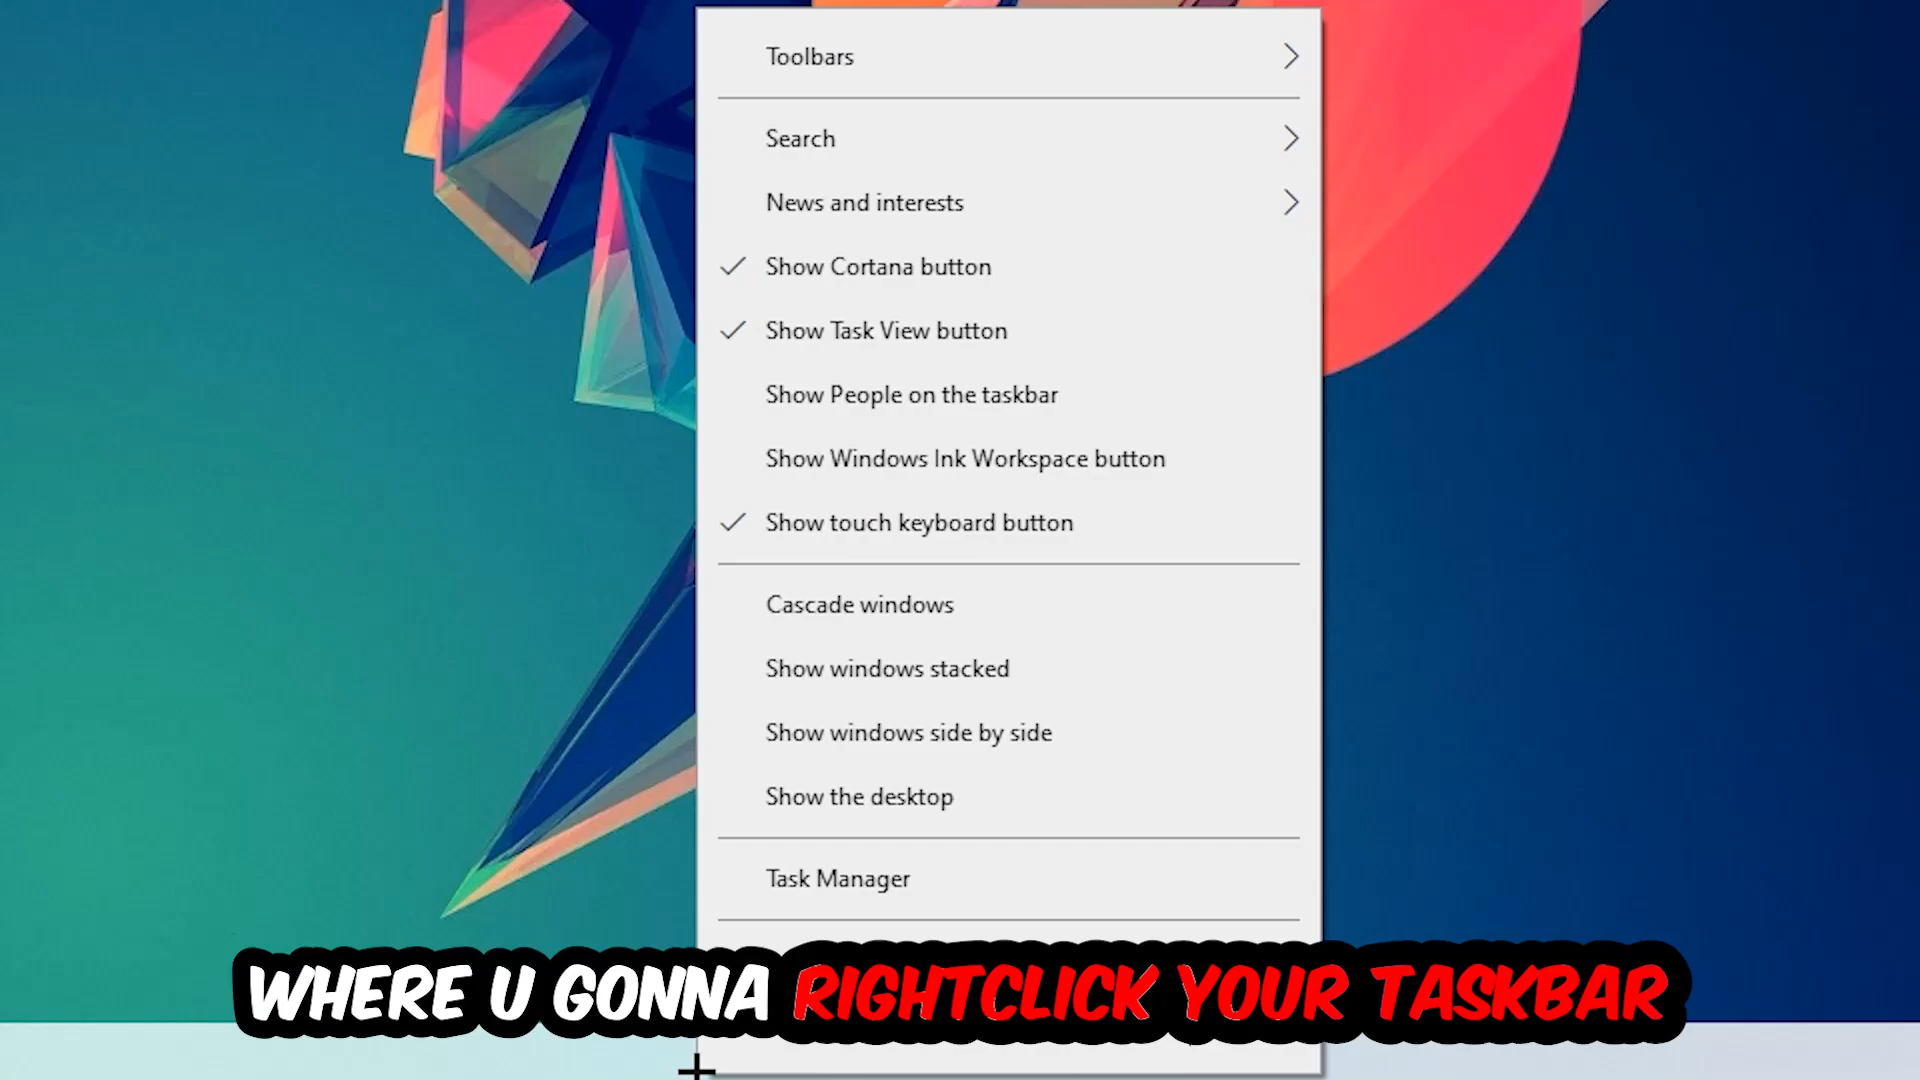 Toolbars
Search
News and interests
Show Cortana button
Show Task View button
Show People on the taskbar
Show Windows Ink Workspace button
Show touch keyboard button
Cascade windows
Show windows stacked
Show windows side by side
Show the desktop
Task Manager
WHERE U GONNA RIGHTCLICK YOUR TASKBAR